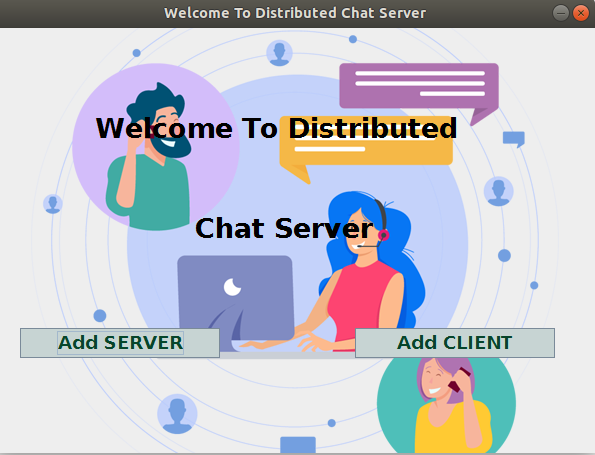 Welcome To Distributed Chat Server
Welcome To Distributed
Chat Server
Add SERVER
Add CLIENT